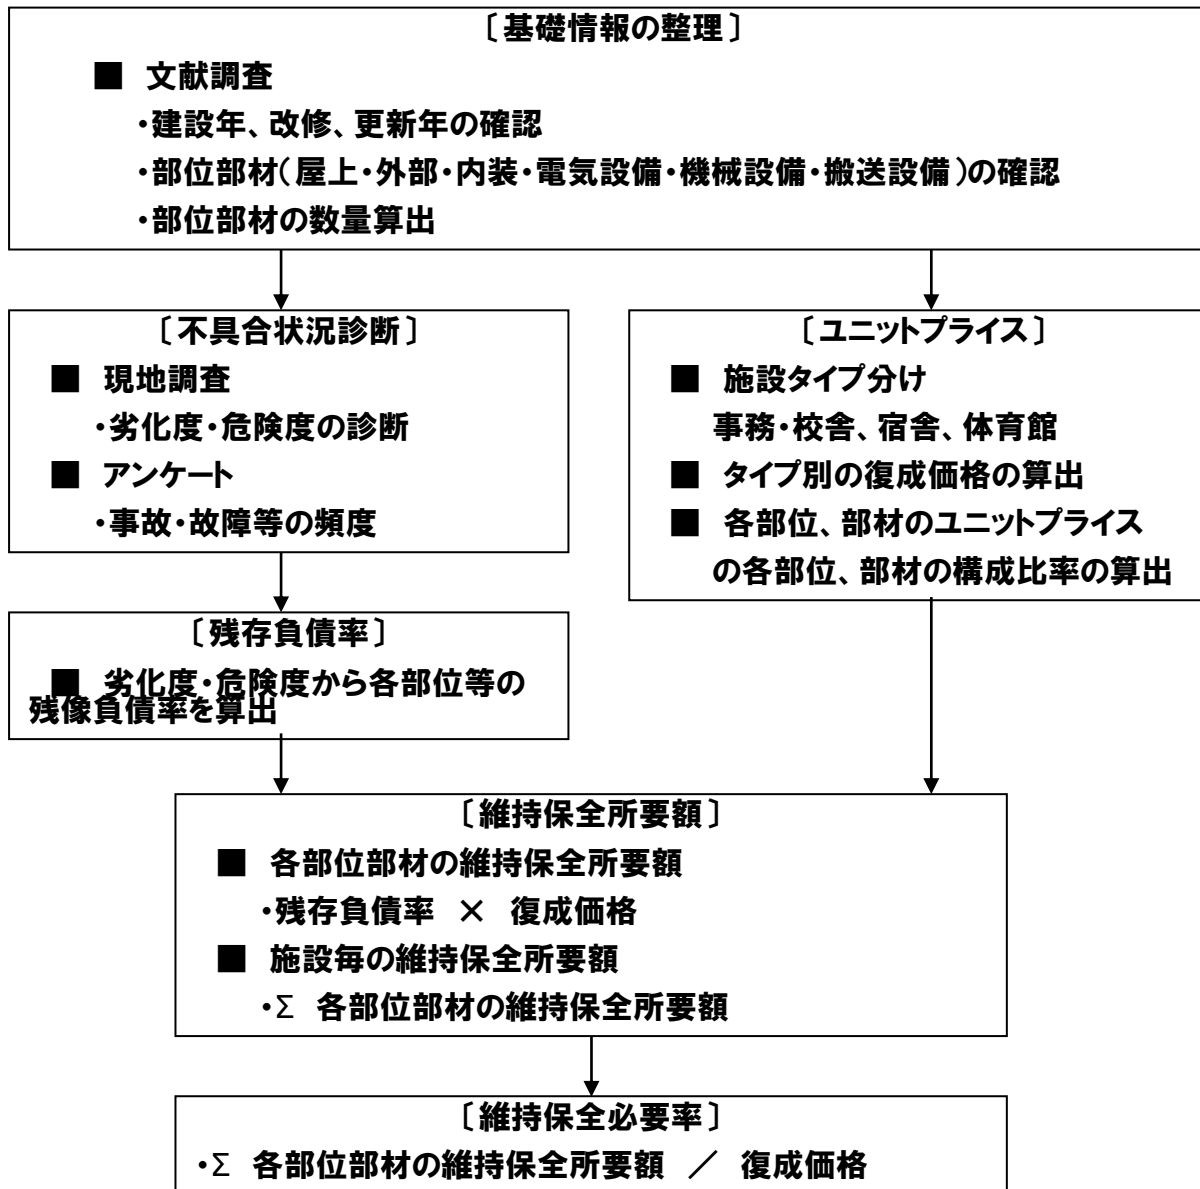 〔基礎情報の整理〕
■ 文献調査
・建設年、改修、更新年の確認
・部位部材(屋上・外部・内装・電気設備・機械設備・搬送設備)の確認
・部位部材の数量算出
〔不具合状況診断〕
■ 現地調査
・劣化度・危険度の診断
■ アンケート
・事故・故障等の頻度
〔ユニットプライス〕
■ 施設タイプ分け
事務・校舎、宿舎、体育館
■ タイプ別の復成価格の算出
■ 各部位、部材のユニットプライス
の各部位、部材の構成比率の算出
〔残存負債率〕
■ 劣化度・危険度から各部位等の
残像負債率を算出
〔維持保全所要額〕
■ 各部位部材の維持保全所要額
・残存負債率 × 復成価格
■ 施設毎の維持保全所要額
・Σ 各部位部材の維持保全所要額
〔維持保全必要率〕
・Σ 各部位部材の維持保全所要額 ／ 復成価格